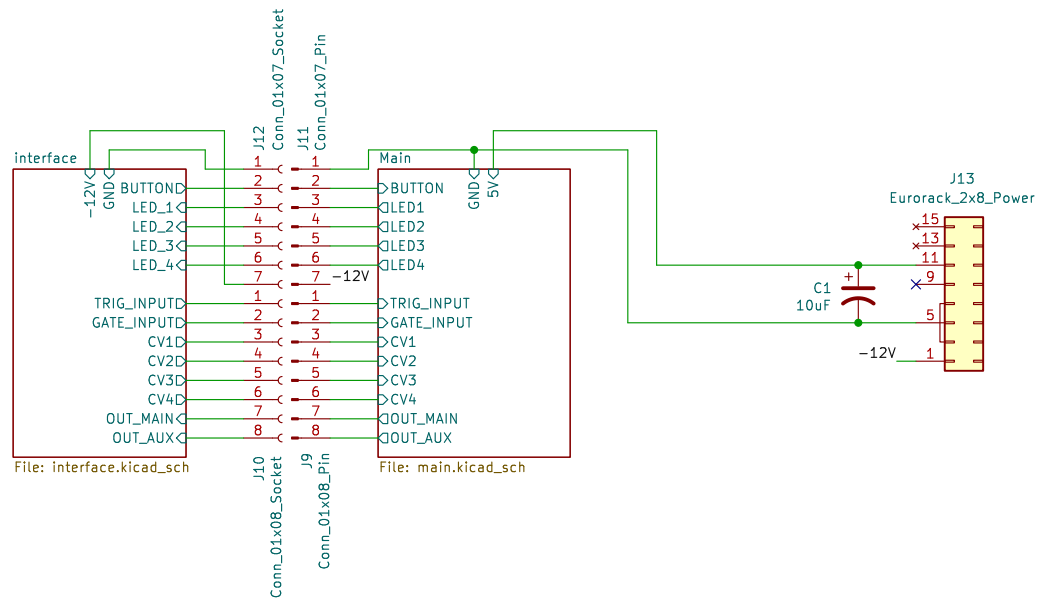 interface
-12V
GND
BUTTON
LED_1
LED_2
LED_3
LED_4
TRIG_INPUT
GATE_INPUT
CV1
CV2
CV3
CV4
OUT_MAIN
OUT_AUX
File: interface.kicad_sch
J12
Conn_01x07_Socket
1
2
3
4
5
6
7
1
2
3
4
5
6
7
8
J10
Conn_01x08_Socket
J11
Conn_01x07_Pin
1
2
3
4
5
6
7
-12V
1
2
3
4
5
6
7
8
J9
Conn_01x08_Pin
Main
GND
5V
BUTTON
LED1
LED2
LED3
LED4
TRIG_INPUT
GATE_INPUT
CV1
CV2
CV3
CV4
OUT_MAIN
OUT_AUX
File: main.kicad_sch
C1
10uF
+
J13
Eurorack_2x8_Power
15
13
11
9
5
1
-12V